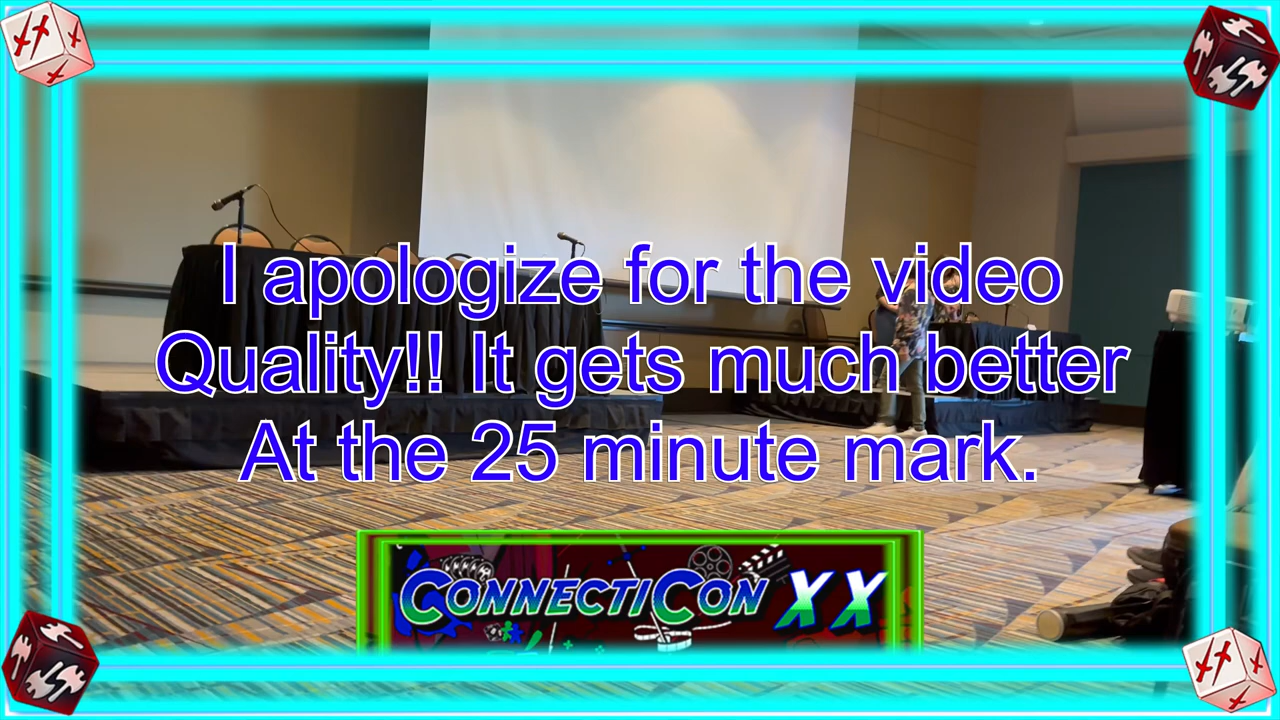 I apologize for the video
Quality!! It gets much better
At the 25 minute mark.
CONNECTICON XX